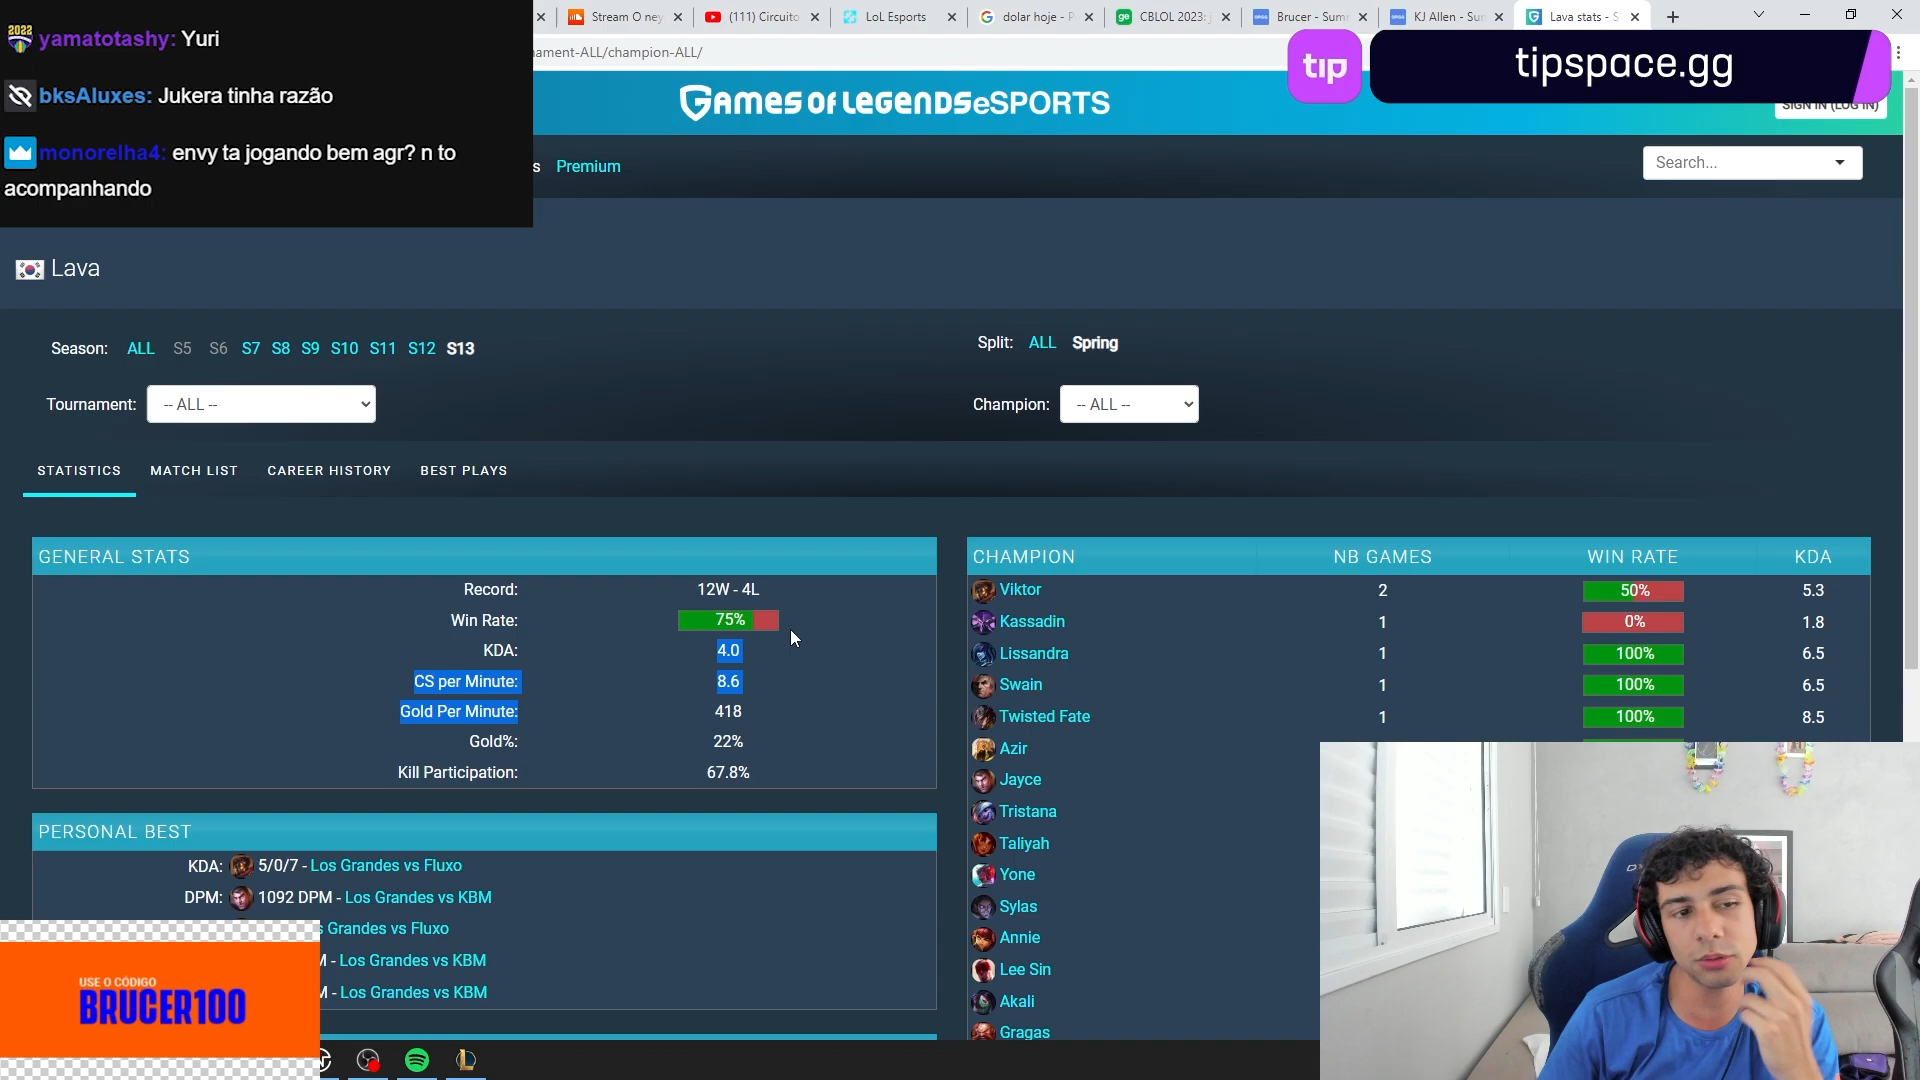 2022 yamatotashy: Yuri
bksAluxes: Jukera tinha razão
monorelha4: envy ta jogando bem agr? n to
acompanhando
Stream O ney
(111) Circuito
LoL Esports
dolar hoje - P
CBLOL 2023: j
Brucer - Sum
KJ Allen - Sum
Lava stats - S
nament-ALL/champion-ALL/
tip
tipspace.gg
GAMES OF LEGENDS eSPORTS
SIGN IN (LOG IN)
s Premium
Search...
Lava
Season: ALL S5 S6 S7 S8 S9 S10 S11 S12 S13
Split: ALL Spring
Tournament: -- ALL --
Champion: -- ALL --
STATISTICS MATCH LIST CAREER HISTORY BEST PLAYS
GENERAL STATS
Record: 12W - 4L
Win Rate: 75%
KDA: 4.0
CS per Minute: 8.6
Gold Per Minute: 418
Gold%: 22%
Kill Participation: 67.8%
PERSONAL BEST
KDA: 5/0/7 - Los Grandes vs Fluxo
DPM: 1092 DPM - Los Grandes vs KBM
s Grandes vs Fluxo
M - Los Grandes vs KBM
M - Los Grandes vs KBM
CHAMPION NB GAMES WIN RATE KDA
Viktor 2 50% 5.3
Kassadin 1 0% 1.8
Lissandra 1 100% 6.5
Swain 1 100% 6.5
Twisted Fate 1 100% 8.5
Azir
Jayce
Tristana
Taliyah
Yone
Sylas
Annie
Lee Sin
Akali
Gragas
USE O CÓDIGO
BRUCER100